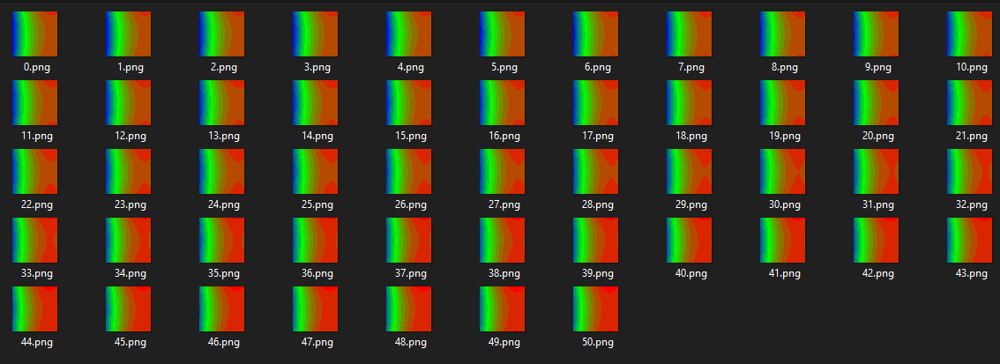 0.png 1.png 2.png 3.png 4.png 5.png 6.png 7.png 8.png 9.png 10.png
11.png 12.png 13.png 14.png 15.png 16.png 17.png 18.png 19.png 20.png 21.png
22.png 23.png 24.png 25.png 26.png 27.png 28.png 29.png 30.png 31.png 32.png
33.png 34.png 35.png 36.png 37.png 38.png 39.png 40.png 41.png 42.png 43.png
44.png 45.png 46.png 47.png 48.png 49.png 50.png